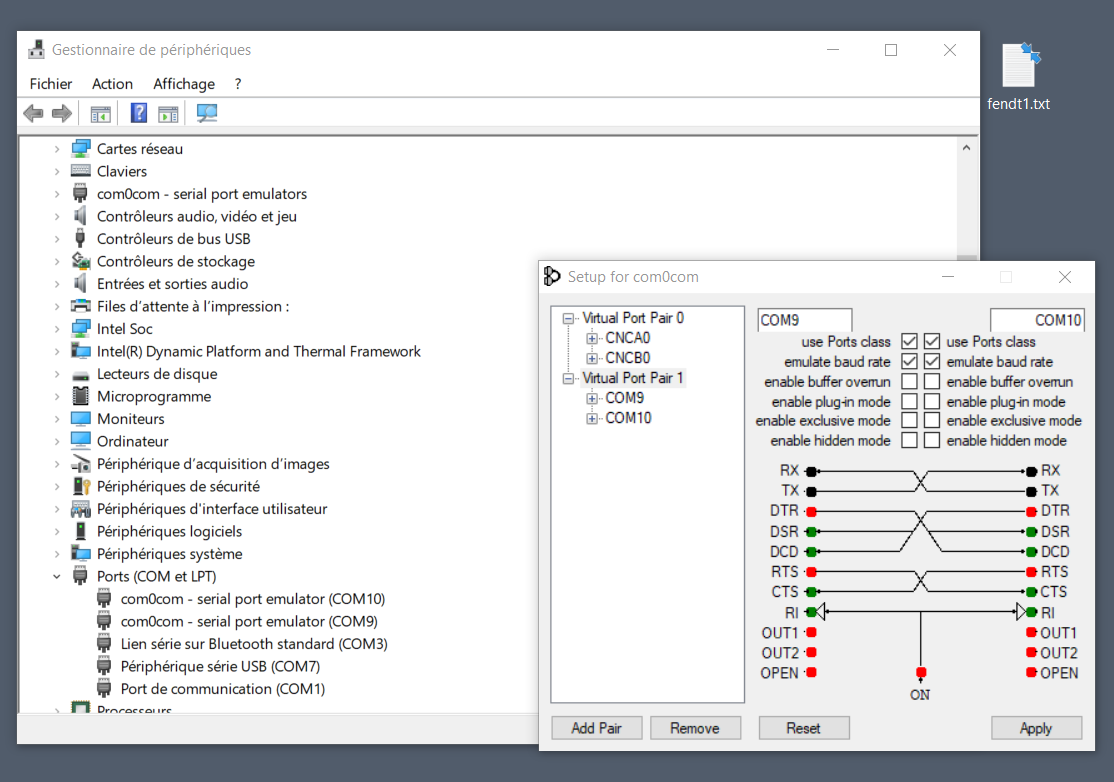 Gestionnaire de périphériques
fendt1.txt
Fichier Action Affichage ?
Cartes réseau
Claviers
com0com - serial port emulators
Contrôleurs audio, vidéo et jeu
Contrôleurs de bus USB
Contrôleurs de stockage
Entrées et sorties audio
Files d’attente à l’impression :
Intel Soc
Intel(R) Dynamic Platform and Thermal Framework
Lecteurs de disque
Microprogramme
Moniteurs
Ordinateur
Périphérique d’acquisition d’images
Périphériques de sécurité
Périphériques d'interface utilisateur
Périphériques logiciels
Périphériques système
Ports (COM et LPT)
com0com - serial port emulator (COM10)
com0com - serial port emulator (COM9)
Lien série sur Bluetooth standard (COM3)
Périphérique série USB (COM7)
Port de communication (COM1)
Processeurs
Setup for com0com
Virtual Port Pair 0
CNCA0
CNCB0
Virtual Port Pair 1
COM9
COM10
COM9 COM10
use Ports class use Ports class
emulate baud rate emulate baud rate
enable buffer overrun enable buffer overrun
enable plug-in mode enable plug-in mode
enable exclusive mode enable exclusive mode
enable hidden mode enable hidden mode
RX RX
TX TX
DTR DTR
DSR DSR
DCD DCD
RTS RTS
CTS CTS
RI RI
OUT1 OUT1
OUT2 OUT2
OPEN OPEN
ON
Add Pair Remove Reset Apply